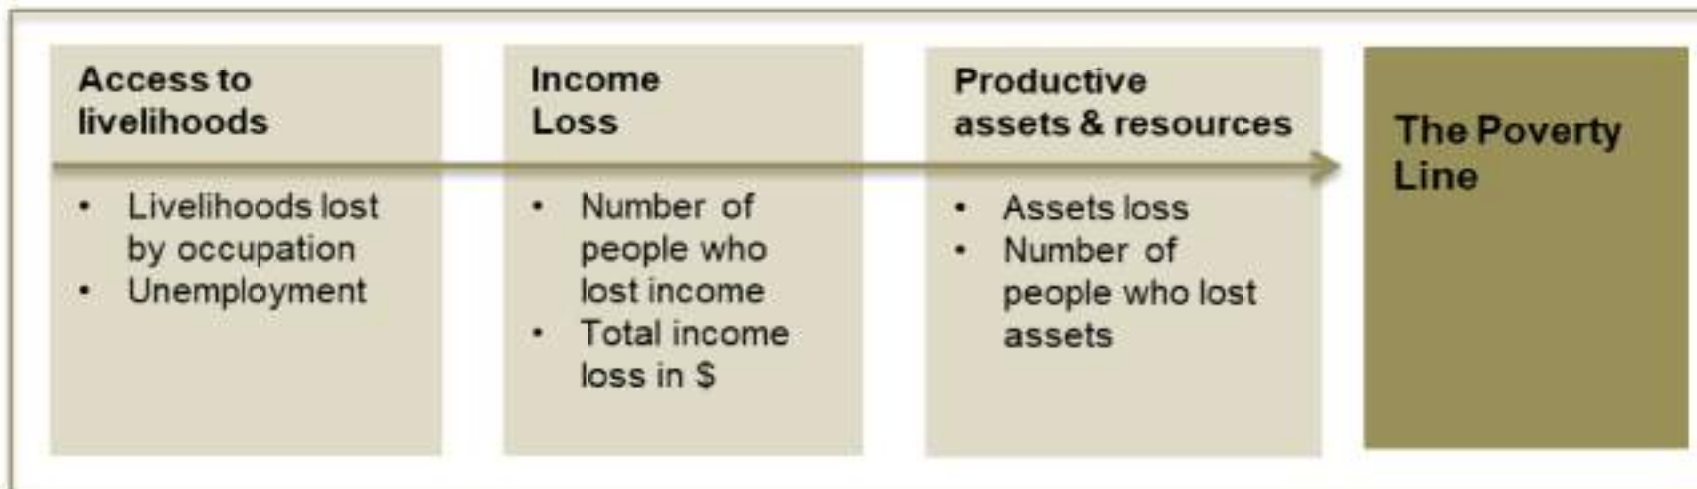 Access to
livelihoods
• Livelihoods lost
by occupation
• Unemployment
Income
Loss
• Number of
people who
lost income
• Total income
loss in $
Productive
assets & resources
• Assets loss
• Number of
people who lost
assets
The Poverty
Line